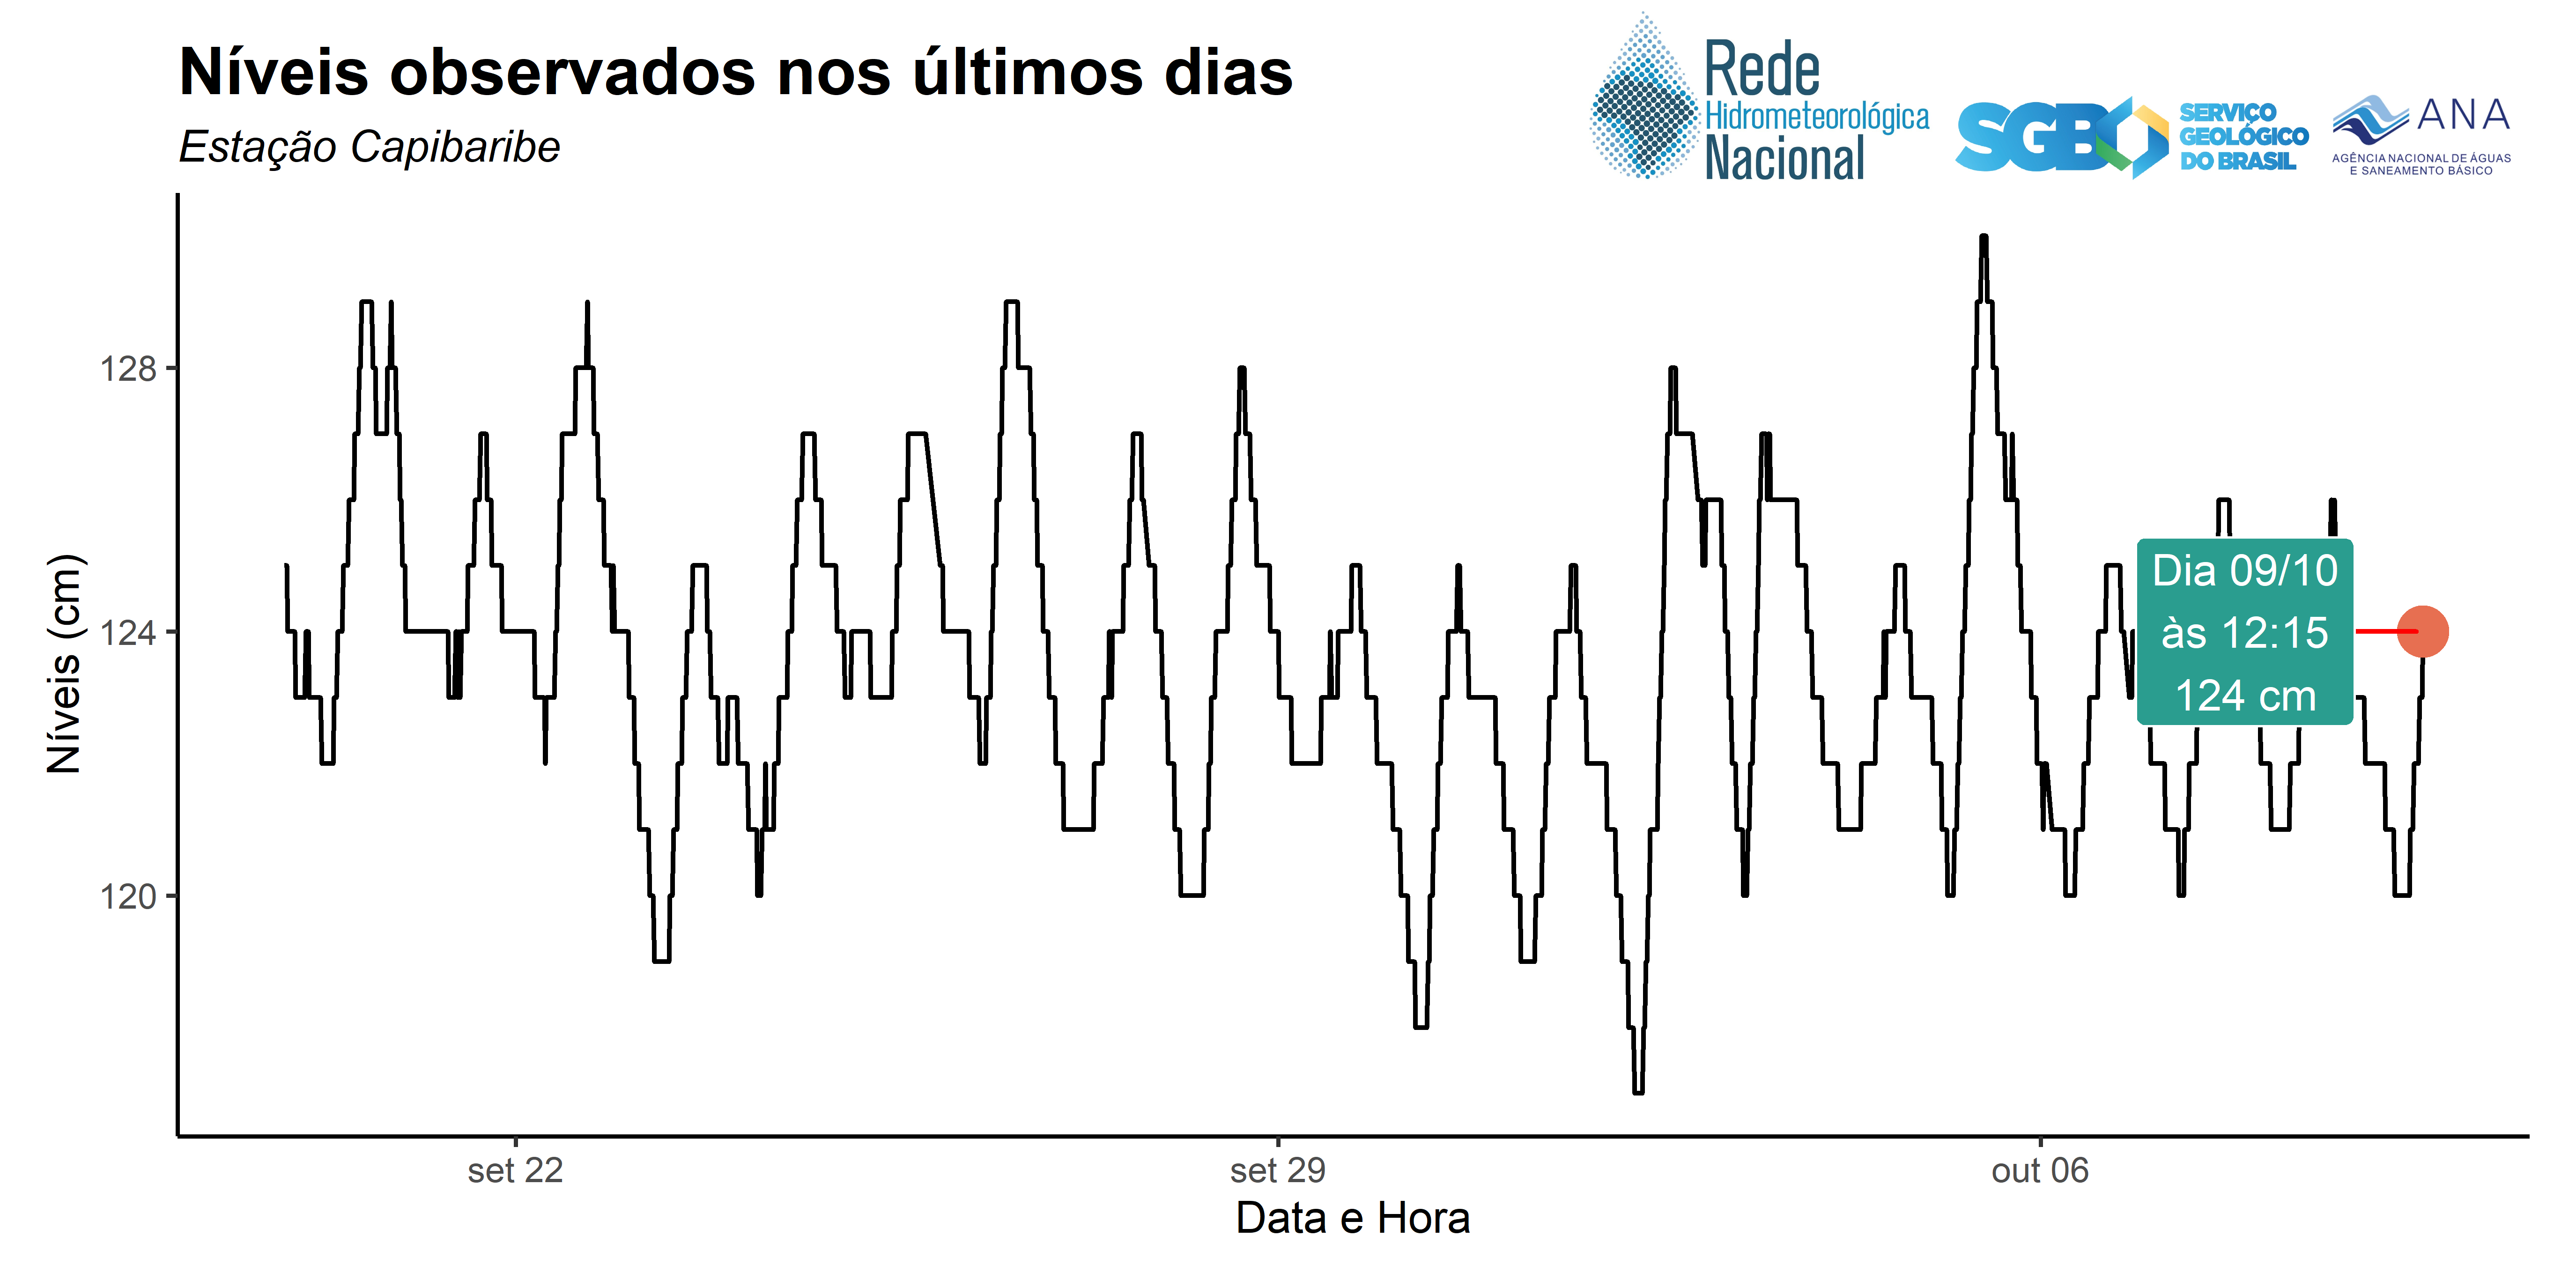 Níveis observados nos últimos dias
Estação Capibaribe
Rede
Hidrometeorológica
Nacional
SGB
SERVIÇO
GEOLÓGICO
DO BRASIL
ANA
AGÊNCIA NACIONAL DE ÁGUAS
E SANEAMENTO BÁSICO
Níveis (cm)
128
124
120
Dia 09/10
às 12:15
124 cm
set 22
set 29
out 06
Data e Hora